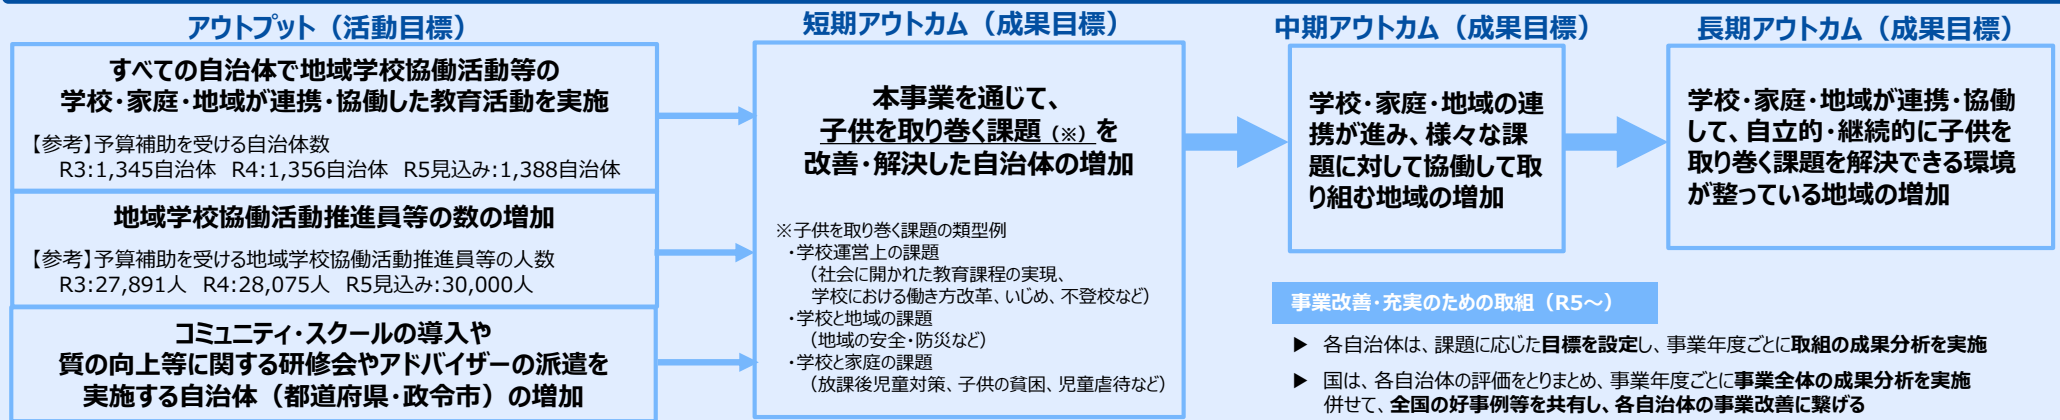 アウトプット（活動目標）
すべての自治体で地域学校協働活動等の
学校・家庭・地域が連携・協働した教育活動を実施
【参考】予算補助を受ける自治体数
R3:1,345自治体 R4:1,356自治体 R5見込み:1,388自治体
地域学校協働活動推進員等の数の増加
【参考】予算補助を受ける地域学校協働活動推進員等の人数
R3:27,891人 R4:28,075人 R5見込み:30,000人
コミュニティ・スクールの導入や
質の向上等に関する研修会やアドバイザーの派遣を
実施する自治体（都道府県・政令市）の増加
短期アウトカム（成果目標）
本事業を通じて、
子供を取り巻く課題（※）を
改善・解決した自治体の増加
※子供を取り巻く課題の類型例
・学校運営上の課題
（社会に開かれた教育課程の実現、
学校における働き方改革、いじめ、不登校など）
・学校と地域の課題
（地域の安全・防災など）
・学校と家庭の課題
（放課後児童対策、子供の貧困、児童虐待など）
中期アウトカム（成果目標）
学校・家庭・地域の連
携が進み、様々な課
題に対して協働して取
り組む地域の増加
長期アウトカム（成果目標）
学校・家庭・地域が連携・協働
して、自立的・継続的に子供を
取り巻く課題を解決できる環境
が整っている地域の増加
事業改善・充実のための取組（R5～）
▶ 各自治体は、課題に応じた目標を設定し、事業年度ごとに取組の成果分析を実施
▶ 国は、各自治体の評価をとりまとめ、事業年度ごとに事業全体の成果分析を実施
併せて、全国の好事例等を共有し、各自治体の事業改善に繋げる